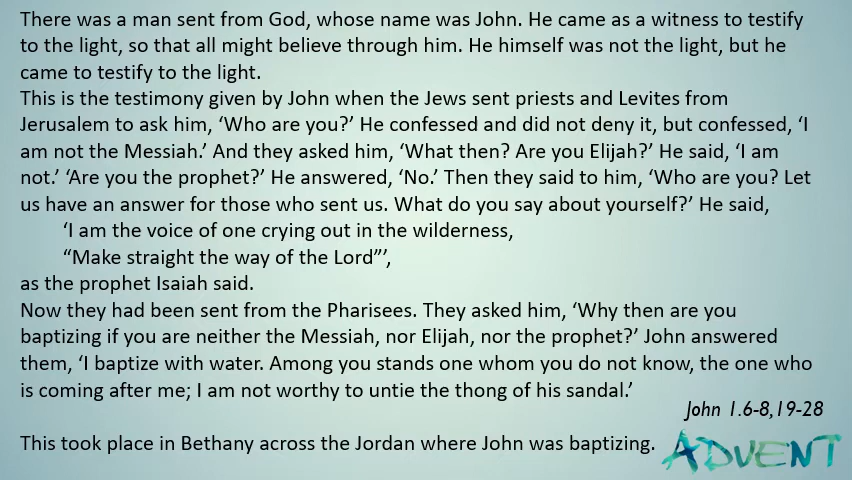 There was a man sent from God, whose name was John. He came as a witness to testify
to the light, so that all might believe through him. He himself was not the light, but he
came to testify to the light.
This is the testimony given by John when the Jews sent priests and Levites from
Jerusalem to ask him, ‘Who are you?’ He confessed and did not deny it, but confessed, ‘I
am not the Messiah.’ And they asked him, ‘What then? Are you Elijah?’ He said, ‘I am
not.’ ‘Are you the prophet?’ He answered, ‘No.’ Then they said to him, ‘Who are you? Let
us have an answer for those who sent us. What do you say about yourself?’ He said,
‘I am the voice of one crying out in the wilderness,
“Make straight the way of the Lord”’,
as the prophet Isaiah said.
Now they had been sent from the Pharisees. They asked him, ‘Why then are you
baptizing if you are neither the Messiah, nor Elijah, nor the prophet?’ John answered
them, ‘I baptize with water. Among you stands one whom you do not know, the one who
is coming after me; I am not worthy to untie the thong of his sandal.’
John 1.6-8,19-28
This took place in Bethany across the Jordan where John was baptizing.
ADVENT